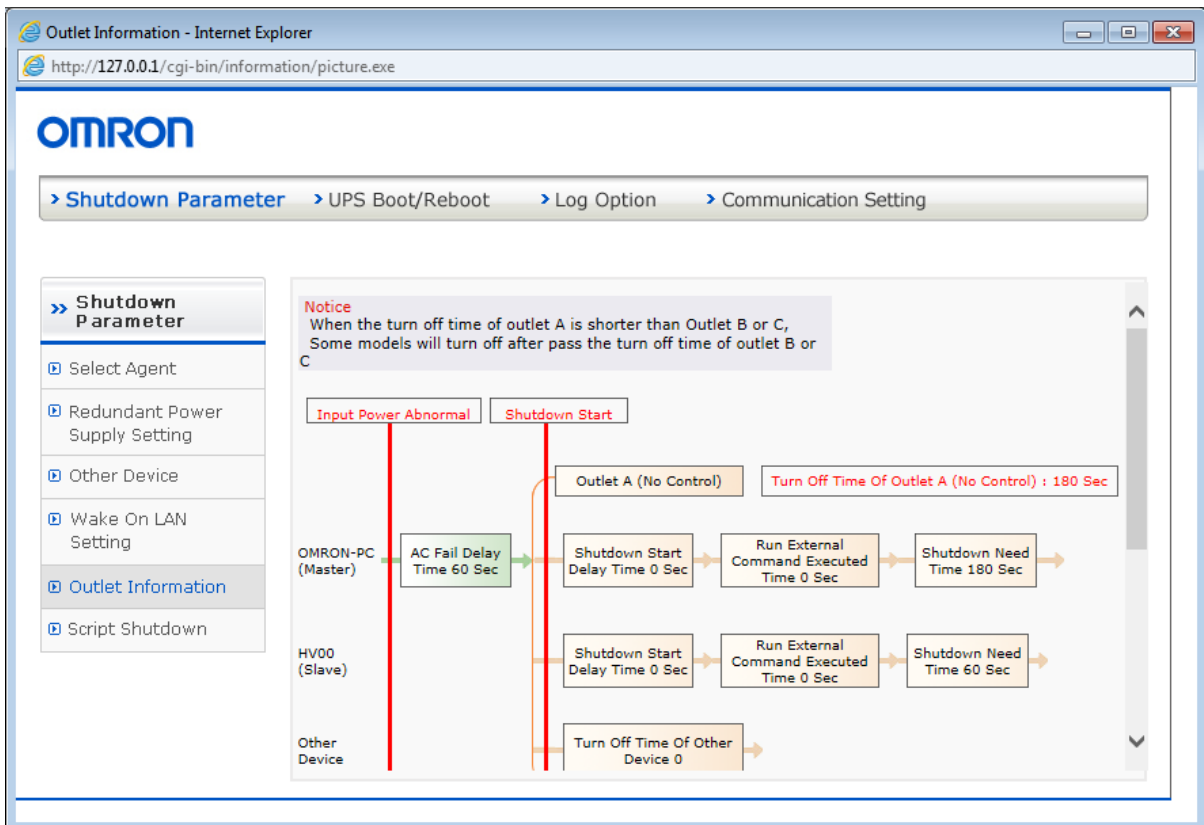 Outlet Information - Internet Explorer
http://127.0.0.1/cgi-bin/information/picture.exe
OMRON
Shutdown Parameter
UPS Boot/Reboot
Log Option
Communication Setting
Shutdown
Parameter
Select Agent
Redundant Power
Supply Setting
Other Device
Wake On LAN
Setting
Outlet Information
Script Shutdown
Notice
When the turn off time of outlet A is shorter than Outlet B or C,
Some models will turn off after pass the turn off time of outlet B or
C
Input Power Abnormal
Shutdown Start
Outlet A (No Control)
Turn Off Time Of Outlet A (No Control) : 180 Sec
OMRON-PC
(Master)
AC Fail Delay
Time 60 Sec
Shutdown Start
Delay Time 0 Sec
Run External
Command Executed
Time 0 Sec
Shutdown Need
Time 180 Sec
HV00
(Slave)
Shutdown Start
Delay Time 0 Sec
Run External
Command Executed
Time 0 Sec
Shutdown Need
Time 60 Sec
Other
Device
Turn Off Time Of Other
Device 0